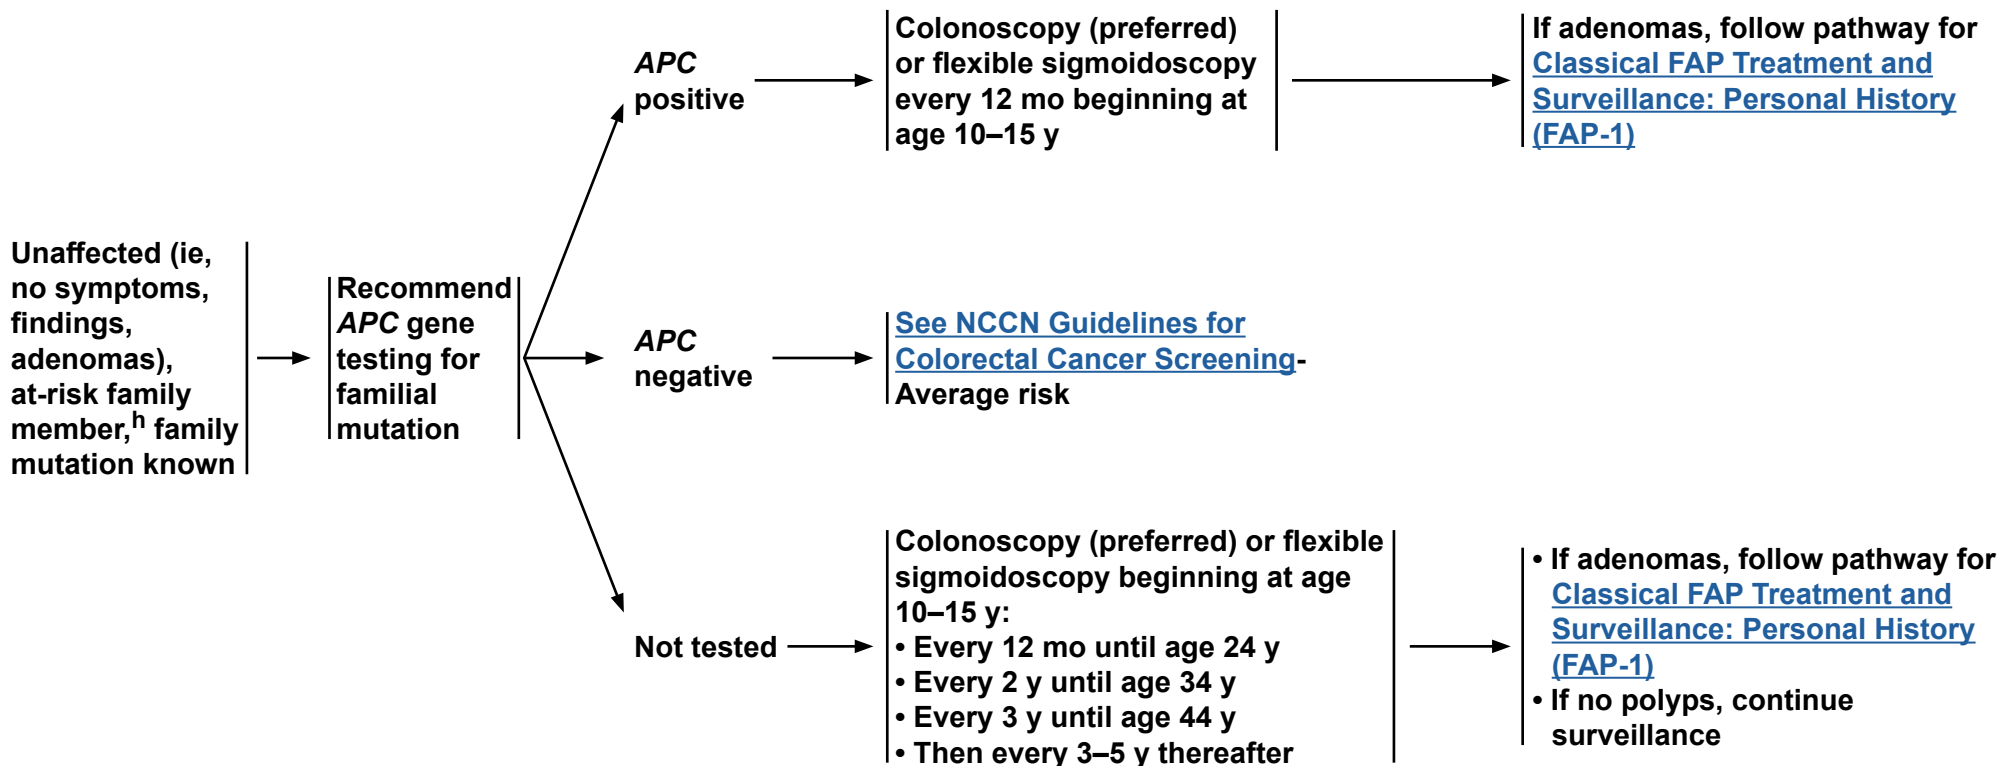 Unaffected (ie,
no symptoms,
findings,
adenomas),
at-risk family
member,h family
mutation known
Recommend
APC gene
testing for
familial
mutation
APC
positive
Colonoscopy (preferred)
or flexible sigmoidoscopy
every 12 mo beginning at
age 10–15 y
If adenomas, follow pathway for
Classical FAP Treatment and
Surveillance: Personal History
(FAP-1)
APC
negative
See NCCN Guidelines for
Colorectal Cancer Screening-
Average risk
Not tested
Colonoscopy (preferred) or flexible
sigmoidoscopy beginning at age
10–15 y:
• Every 12 mo until age 24 y
• Every 2 y until age 34 y
• Every 3 y until age 44 y
• Then every 3–5 y thereafter
• If adenomas, follow pathway for
Classical FAP Treatment and
Surveillance: Personal History
(FAP-1)
• If no polyps, continue
surveillance